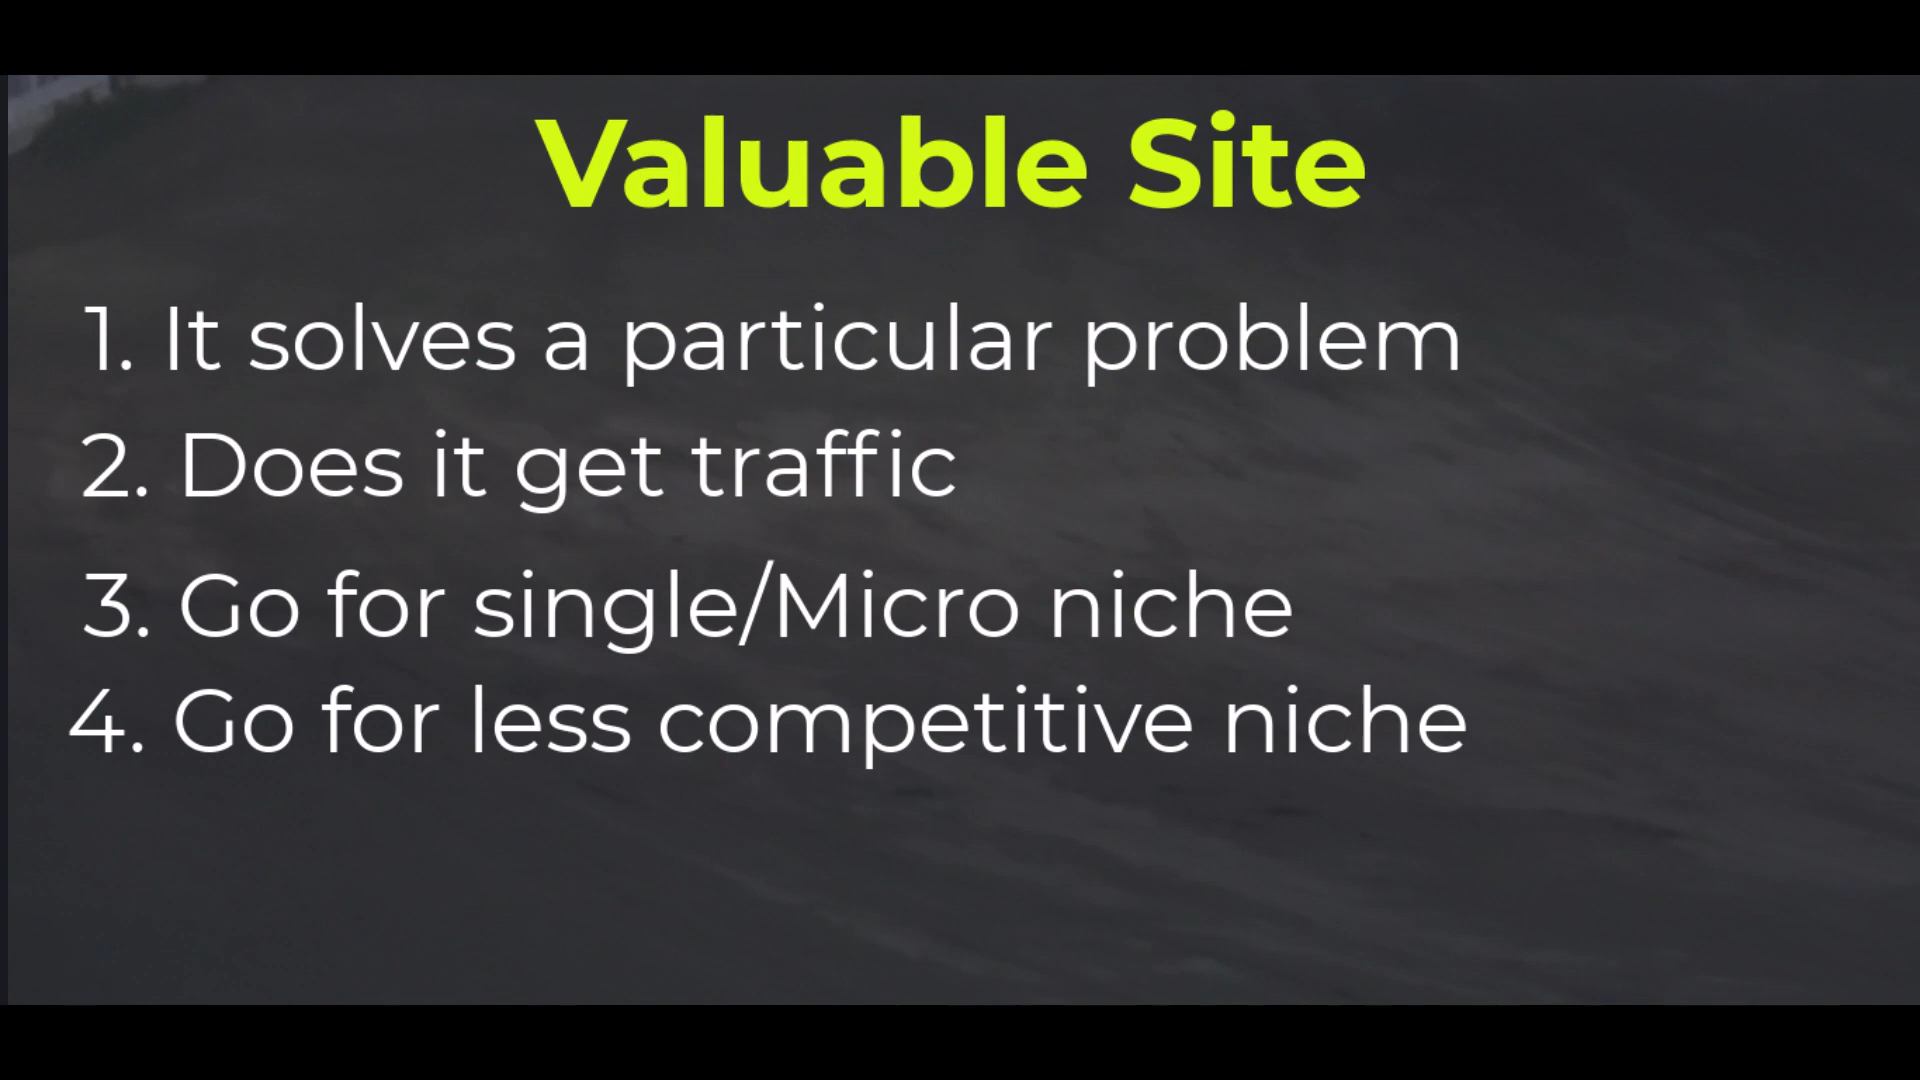 Valuable Site
1. It solves a particular problem
2. Does it get traffic
3. Go for single/Micro niche
4. Go for less competitive niche